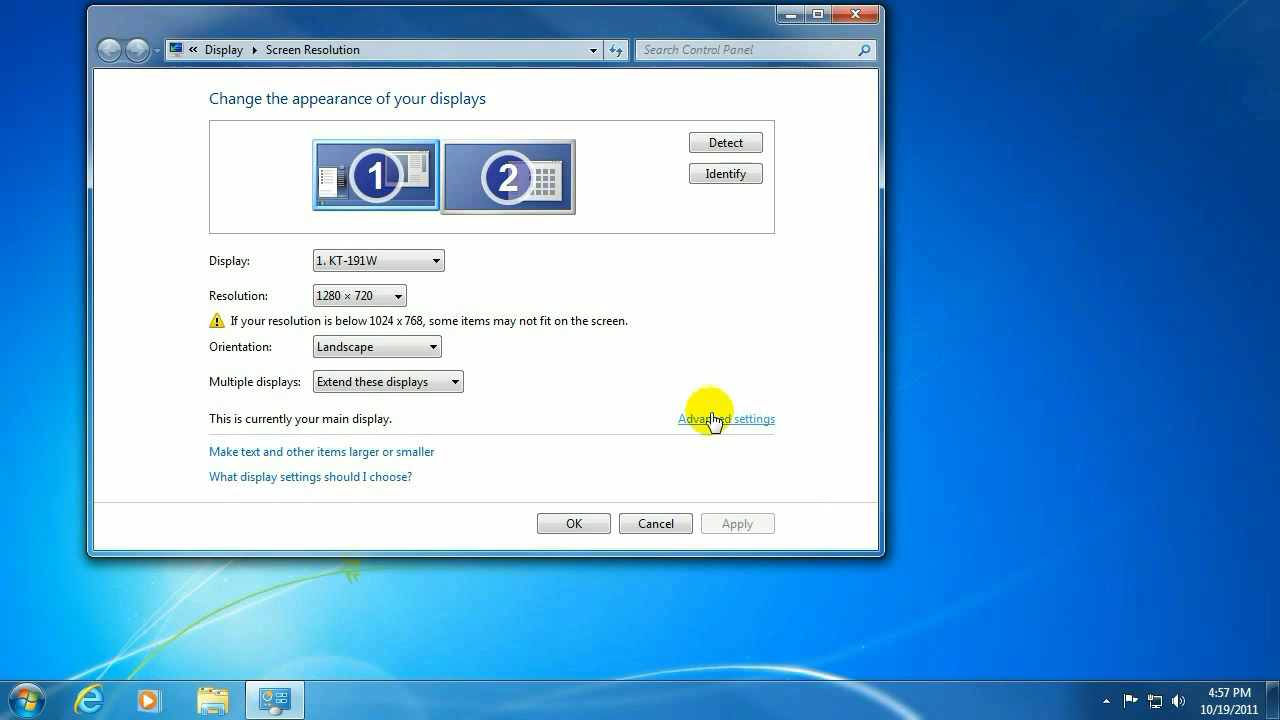 « Display ▸ Screen Resolution
Search Control Panel
Change the appearance of your displays
1
2
Detect
Identify
Display: 1. KT-191W
Resolution: 1280 × 720
If your resolution is below 1024 x 768, some items may not fit on the screen.
Orientation: Landscape
Multiple displays: Extend these displays
This is currently your main display. Advanced settings
Make text and other items larger or smaller
What display settings should I choose?
OK Cancel Apply
4:57 PM
10/19/2011